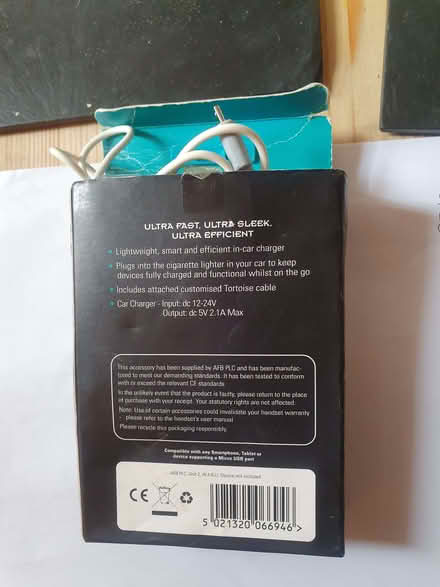 ULTRA FAST, ULTRA SLEEK.
ULTRA EFFICIENT
• Lightweight, smart and efficient in-car charger
• Plugs into the cigarette lighter in your car to keep
devices fully charged and functional whilst on the go
• Includes attached customised Tortoise cable
• Car Charger - Input: dc 12-24V
Output: dc 5V 2.1A Max
This accessory has been supplied by AFB PLC and has been manufac-
tured to meet our demanding standards. It has been tested to conform
with or exceed the relevant CE standards
In the unlikely event that the product is faulty, please return to the place
of purchase with your receipt. Your statutory rights are not affected.
Note: Use of certain accessories could invalidate your handset warranty
- please refer to the handset's user manual
Please recycle this packaging responsibly.
Compatible with any Smartphone, Tablet or
device supporting a Micro USB port
AFB PLC, Unit 2, Device not included
CE
5 021320 066946 >